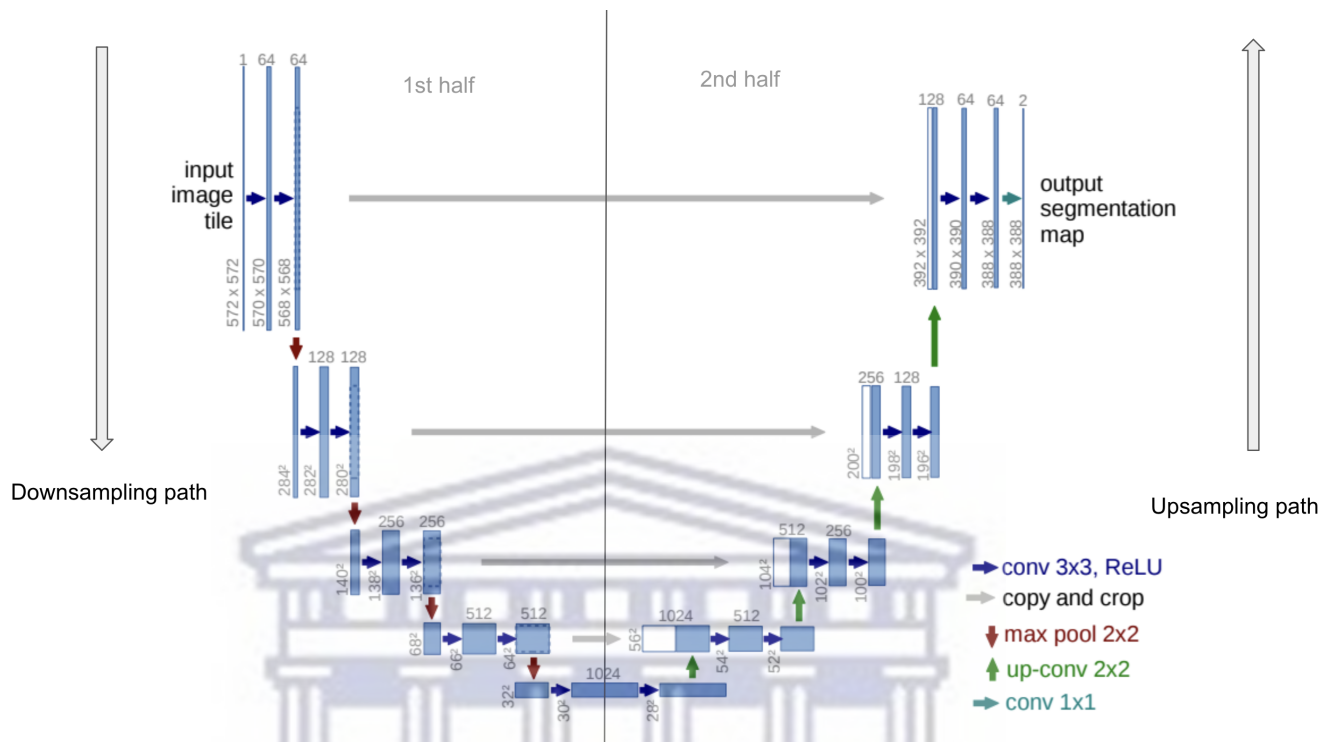 1st half
2nd half
1 64 64
128 64 64 2
input
image
tile
output
segmentation
map
572 x 572
570 x 570
568 x 568
392 x 392
390 x 390
388 x 388
388 x 388
128 128
256 128
284²
282²
280²
200²
198²
196²
Downsampling path
Upsampling path
256 256
512 256
140²
138²
136²
104²
102²
100²
conv 3x3, ReLU
copy and crop
max pool 2x2
up-conv 2x2
conv 1x1
512 512
1024 512
68²
66²
64²
56²
54²
52²
1024
32²
30²
28²